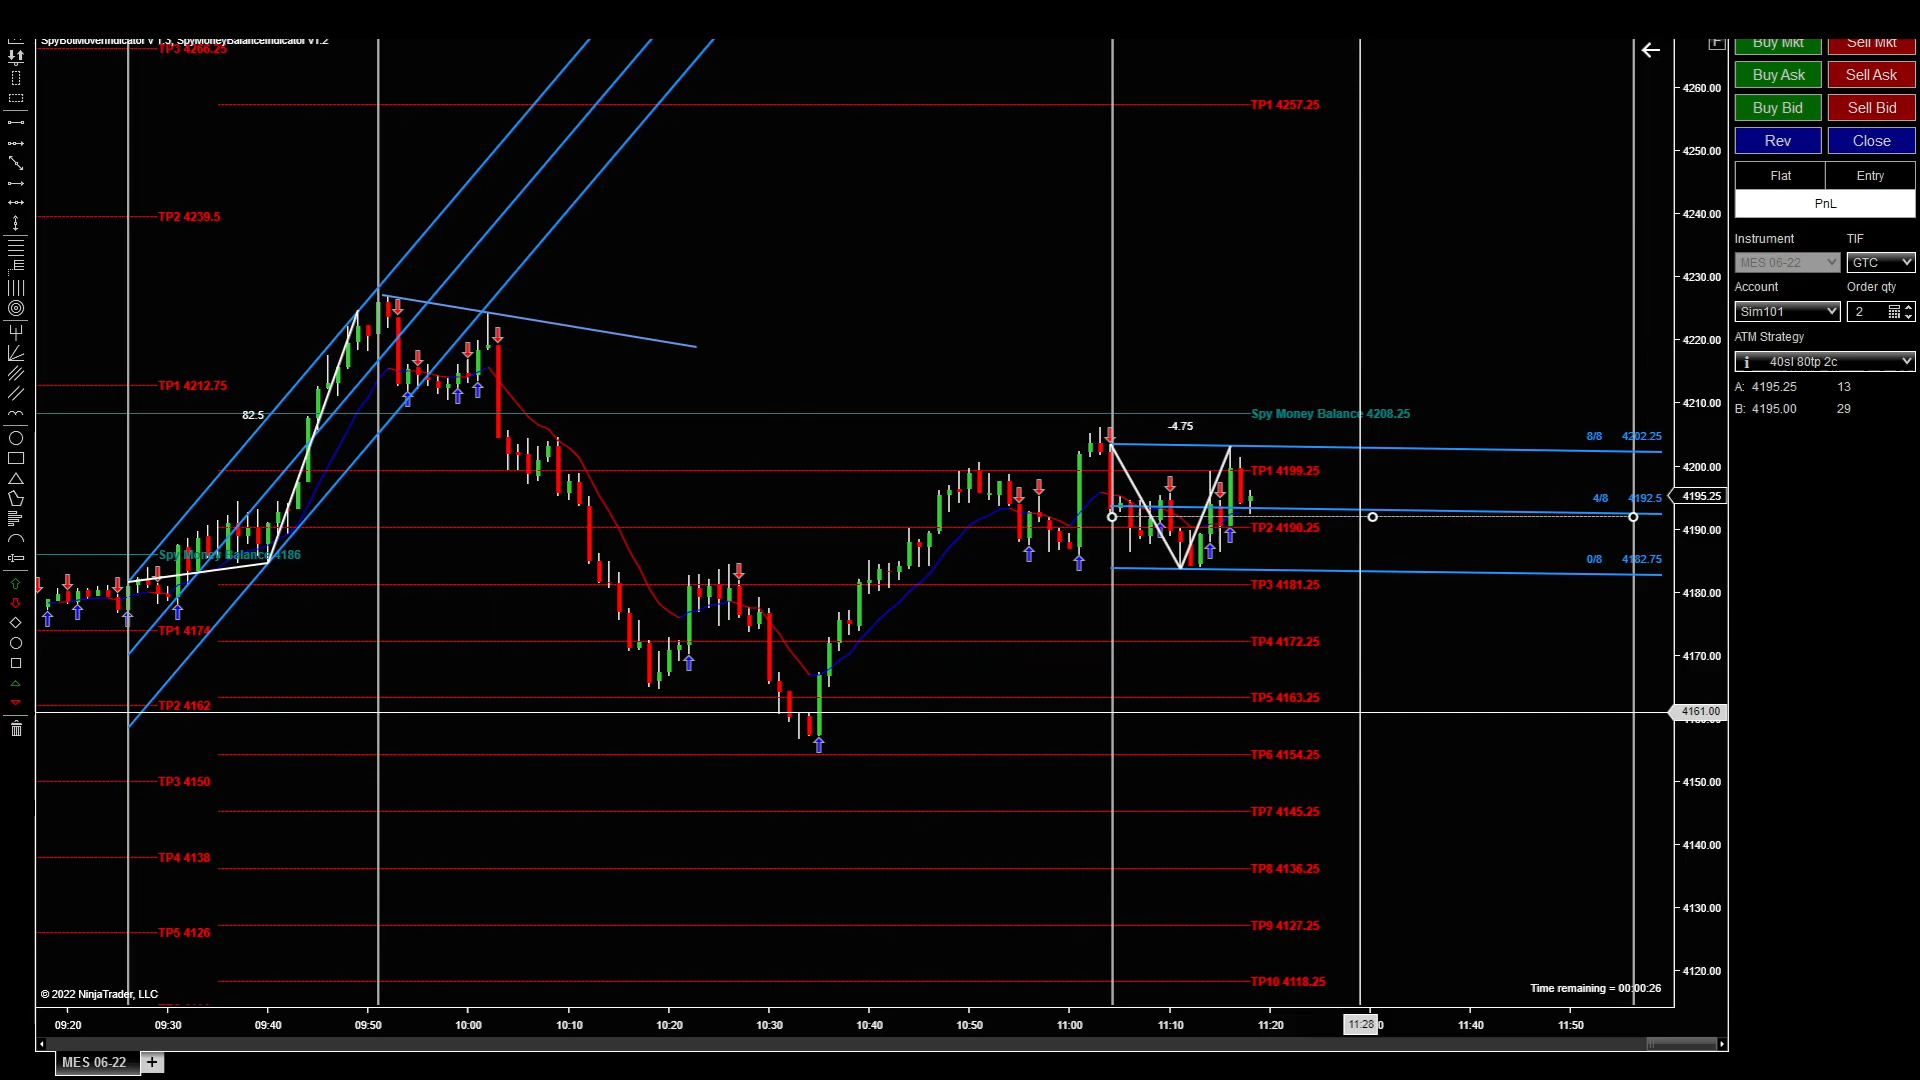 SpyBotMoverIndicator v 1.3, SpyMoneyBalanceIndicator v1.2
TP3 4266.25
TP1 4257.25
TP2 4239.5
TP1 4212.75
82.5
Spy Money Balance 4208.25
-4.75
8/8 4202.25
TP1 4199.25
4/8 4192.5
TP2 4190.25
Spy Money Balance 4186
0/8 4182.75
TP3 4181.25
TP1 4174
TP4 4172.25
TP5 4163.25
TP2 4162
TP6 4154.25
TP3 4150
TP7 4145.25
TP4 4138
TP8 4136.25
TP9 4127.25
TP5 4126
TP10 4118.25
© 2022 NinjaTrader, LLC
Time remaining = 00:00:26
F
4260.00
4250.00
4240.00
4230.00
4220.00
4210.00
4200.00
4195.25
4190.00
4180.00
4170.00
4161.00
4150.00
4140.00
4130.00
4120.00
09:20 09:30 09:40 09:50 10:00 10:10 10:20 10:30 10:40 10:50 11:00 11:10 11:20 11:28 11:40 11:50
MES 06-22 +
Buy Mkt Sell Mkt
Buy Ask Sell Ask
Buy Bid Sell Bid
Rev Close
Flat Entry
PnL
Instrument TIF
MES 06-22 GTC
Account Order qty
Sim101 2
ATM Strategy
i 40sl 80tp 2c
A: 4195.25 13
B: 4195.00 29